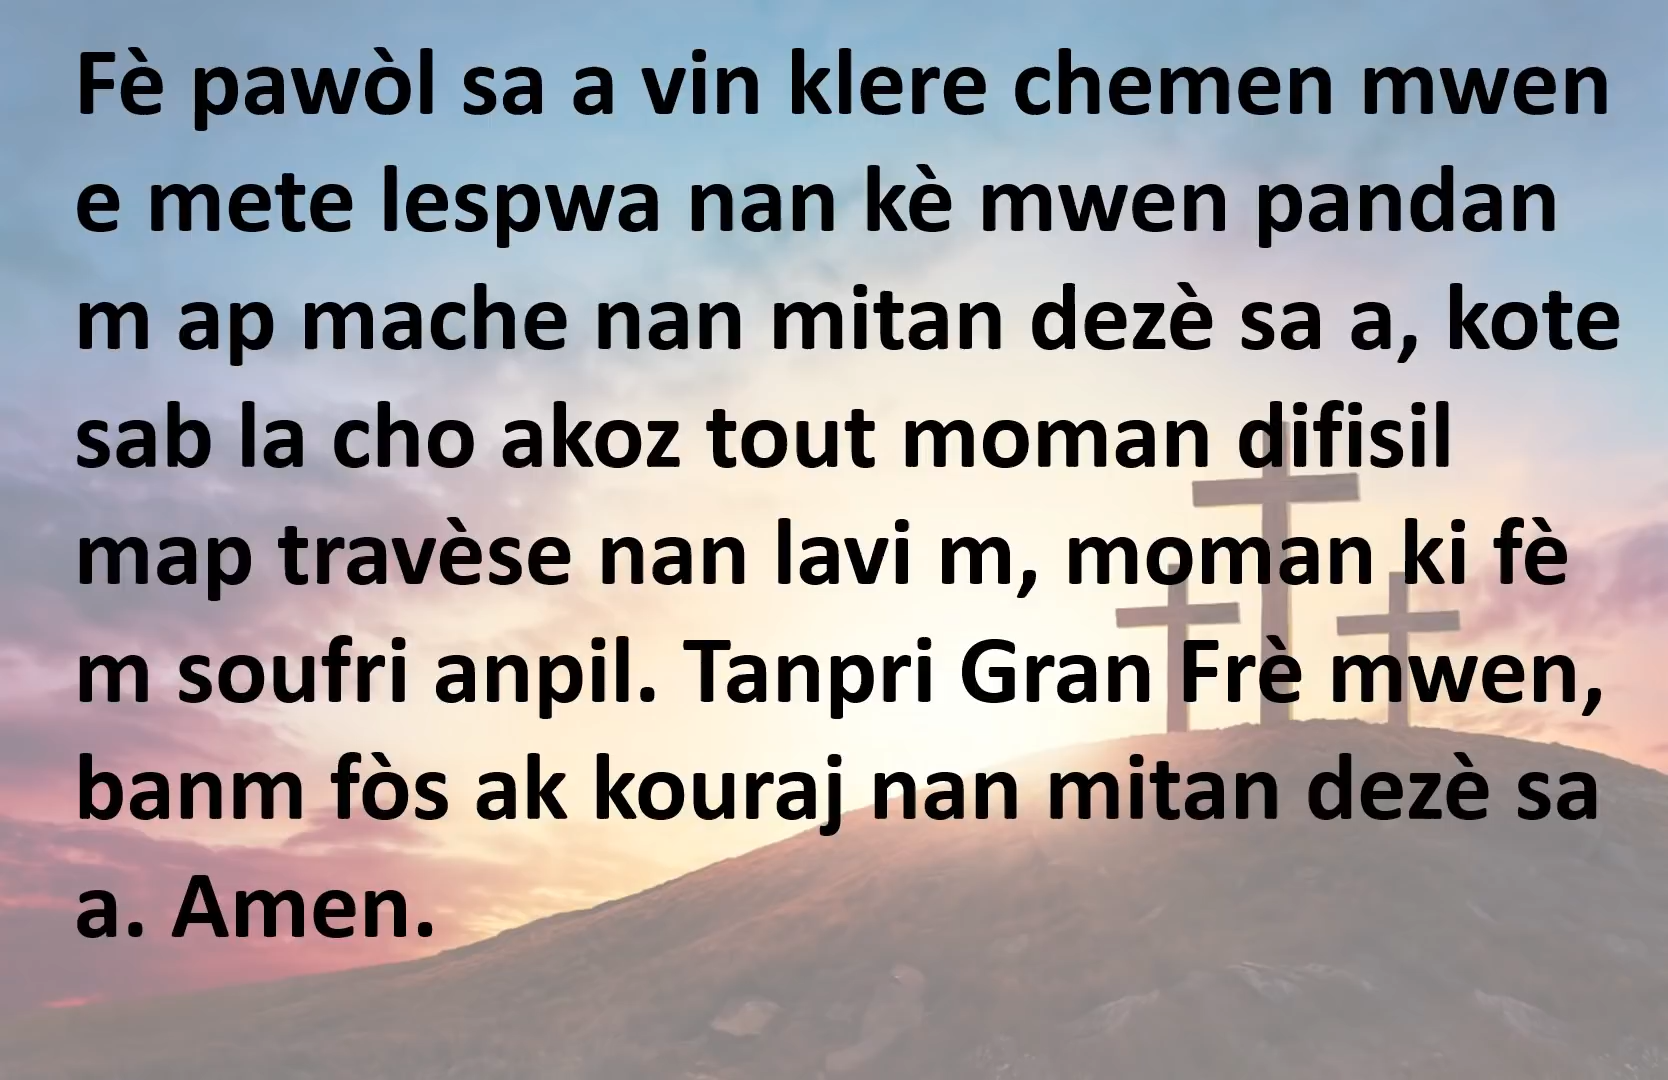 Fè pawòl sa a vin klere chemen mwen
e mete lespwa nan kè mwen pandan
m ap mache nan mitan dezè sa a, kote
sab la cho akoz tout moman difisil
map travèse nan lavi m, moman ki fè
m soufri anpil. Tanpri Gran Frè mwen,
banm fòs ak kouraj nan mitan dezè sa
a. Amen.